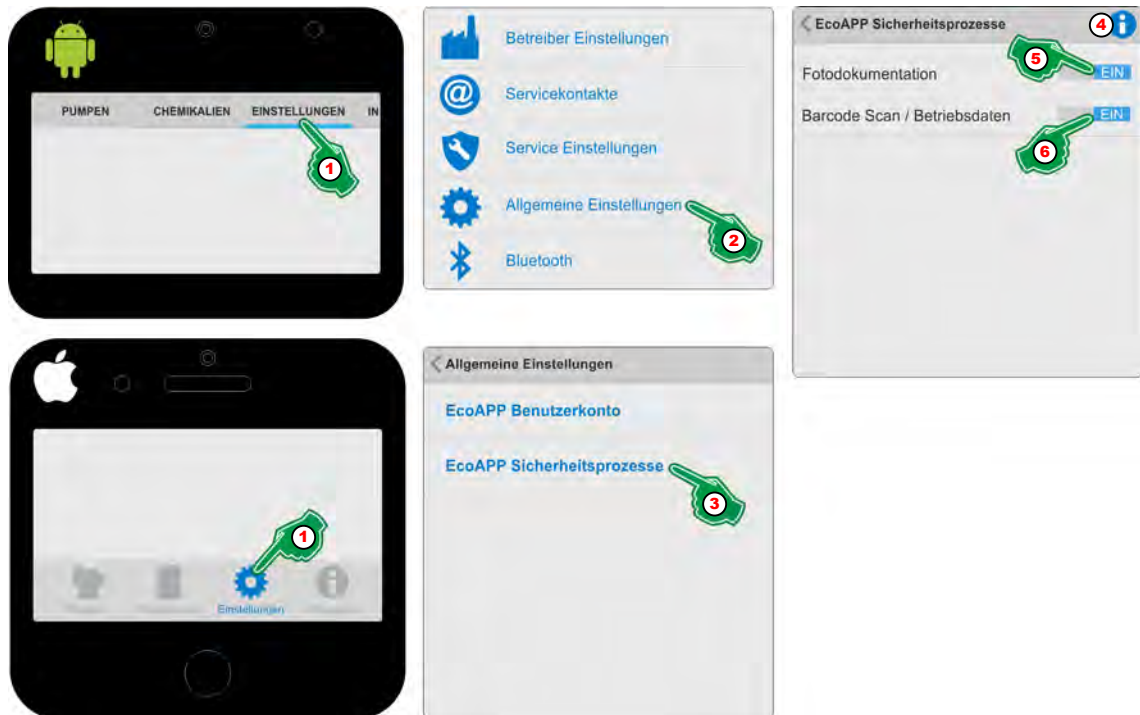 PUMPEN CHEMIKALIEN EINSTELLUNGEN IN
1
Betreiber Einstellungen
@ Servicekontakte
Service Einstellungen
Allgemeine Einstellungen
2
Bluetooth
EcoAPP Sicherheitsprozesse 4 i
5
Fotodokumentation EIN
Barcode Scan / Betriebsdaten EIN
6
1
Einstellungen
Allgemeine Einstellungen
EcoAPP Benutzerkonto
EcoAPP Sicherheitsprozesse
3